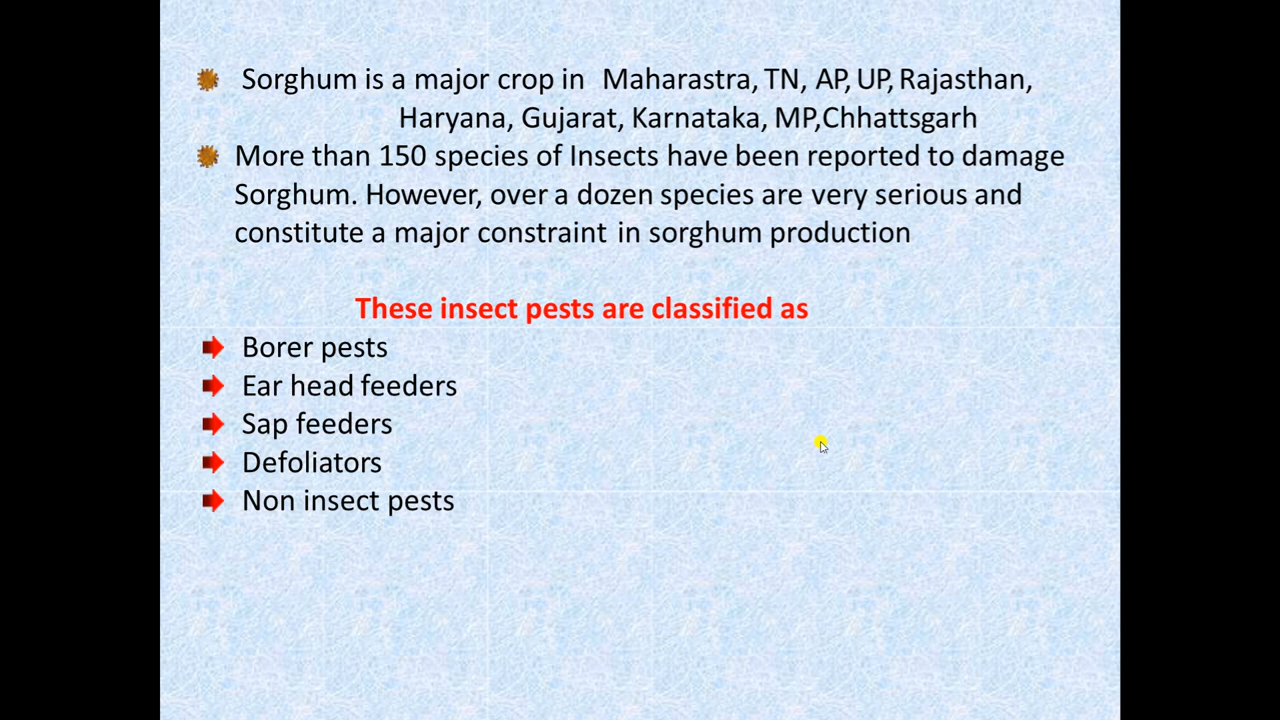 Sorghum is a major crop in Maharastra, TN, AP, UP, Rajasthan,
Haryana, Gujarat, Karnataka, MP,Chhattsgarh
More than 150 species of Insects have been reported to damage
Sorghum. However, over a dozen species are very serious and
constitute a major constraint in sorghum production
These insect pests are classified as
Borer pests
Ear head feeders
Sap feeders
Defoliators
Non insect pests